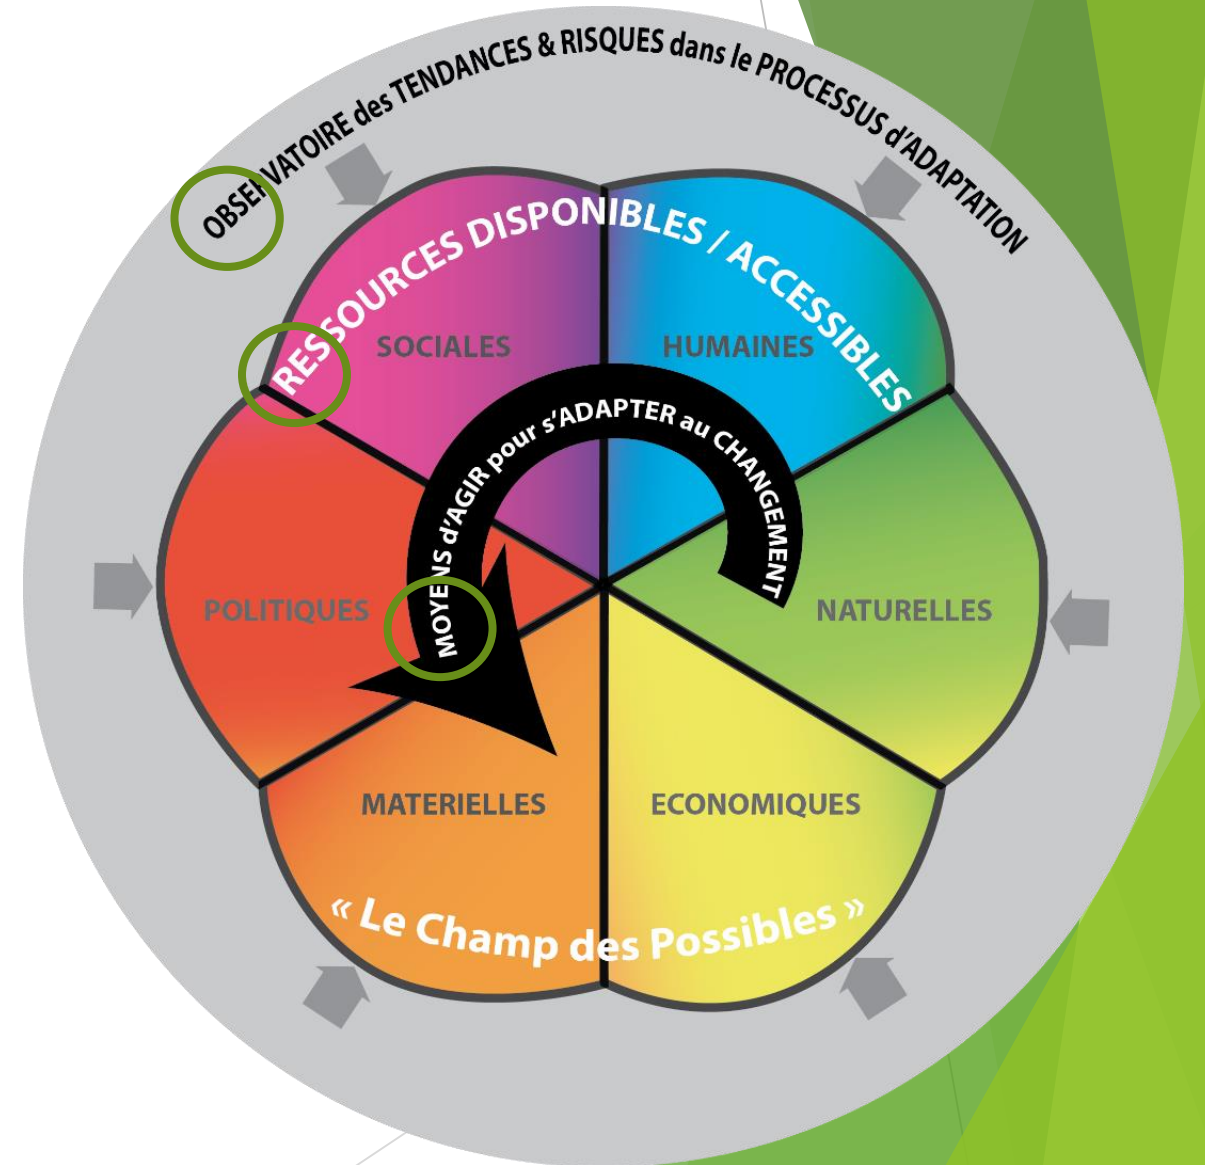 OBSERVATOIRE des TENDANCES & RISQUES dans le PROCESSUS d'ADAPTATION
RESSOURCES DISPONIBLES / ACCESSIBLES
SOCIALES
HUMAINES
MOYENS d'AGIR pour s'ADAPTER au CHANGEMENT
POLITIQUES
NATURELLES
MATERIELLES
ECONOMIQUES
« Le Champ des Possibles »